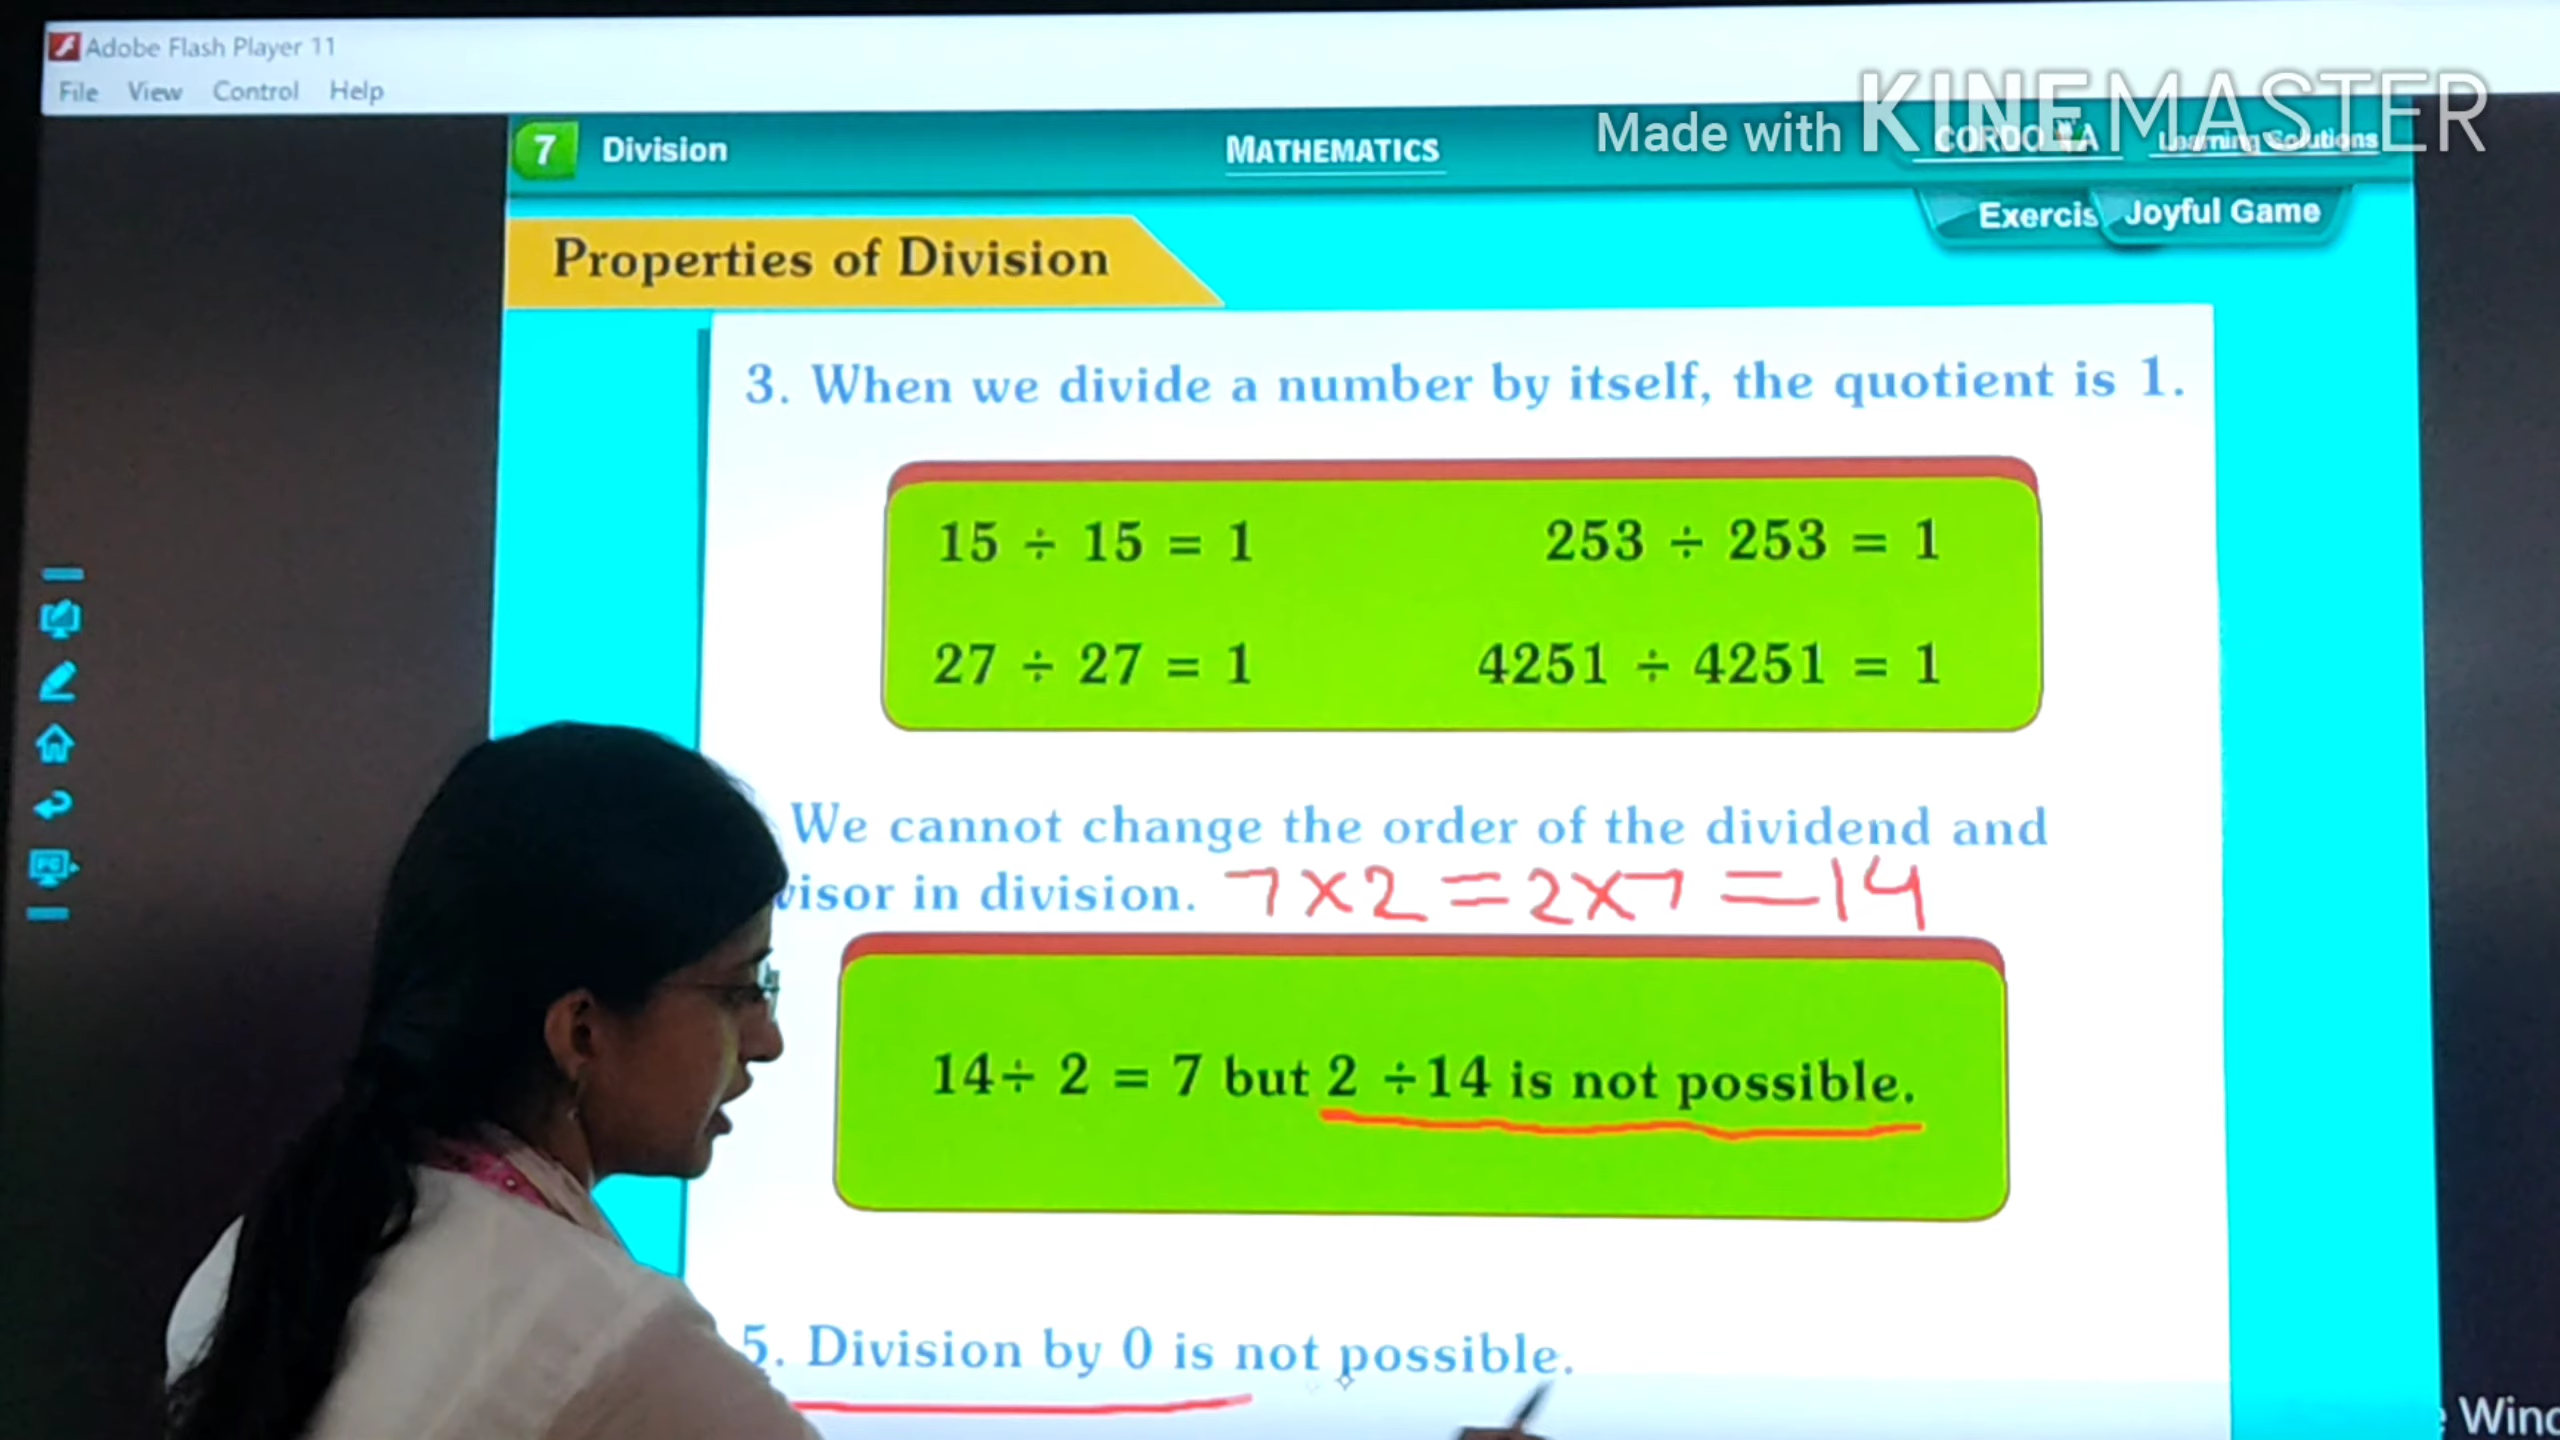 Adobe Flash Player 11
File View Control Help
Made with KINEMASTER
7 Division MATHEMATICS Learning Solutions
Exercis Joyful Game
Properties of Division
3. When we divide a number by itself, the quotient is 1.
15 ÷ 15 = 1 253 ÷ 253 = 1
27 ÷ 27 = 1 4251 ÷ 4251 = 1
We cannot change the order of the dividend and
visor in division. 7×2=2×7=14
14÷ 2 = 7 but 2 ÷14 is not possible.
5. Division by 0 is not possible.